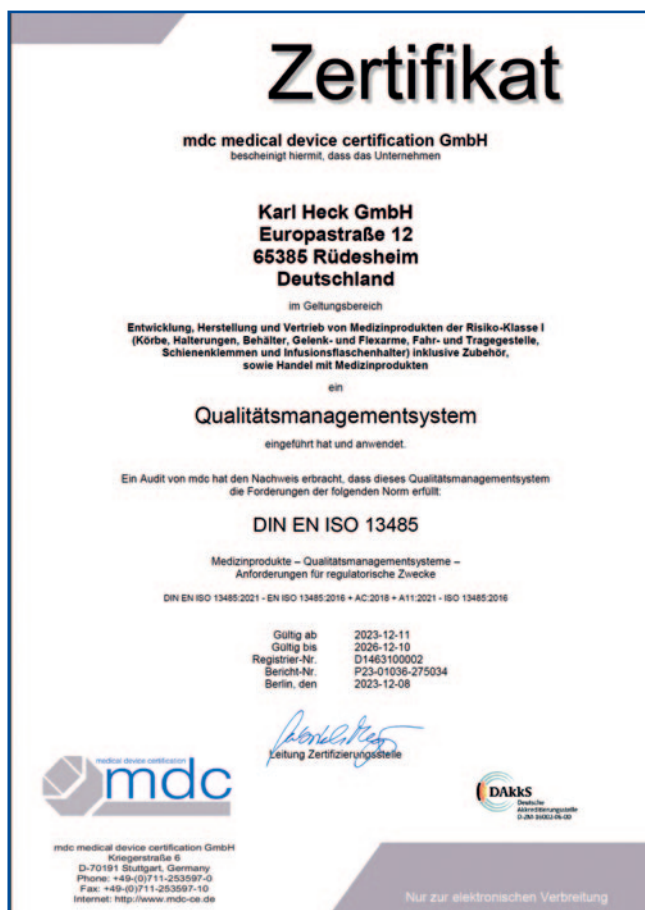 Zertifikat
mdc medical device certification GmbH
bescheinigt hiermit, dass das Unternehmen
Karl Heck GmbH
Europastraße 12
65385 Rüdesheim
Deutschland
im Geltungsbereich
Entwicklung, Herstellung und Vertrieb von Medizinprodukten der Risiko-Klasse I
(Körbe, Halterungen, Behälter, Gelenk- und Flexarme, Fahr- und Tragegestelle,
Schienenklemmen und Infusionsflaschenhalter) inklusive Zubehör,
sowie Handel mit Medizinprodukten
ein
Qualitätsmanagementsystem
eingeführt hat und anwendet.
Ein Audit von mdc hat den Nachweis erbracht, dass dieses Qualitätsmanagementsystem
die Forderungen der folgenden Norm erfüllt:
DIN EN ISO 13485
Medizinprodukte – Qualitätsmanagementsysteme –
Anforderungen für regulatorische Zwecke
DIN EN ISO 13485:2021 - EN ISO 13485:2016 + AC:2018 + A11:2021 - ISO 13485:2016
Gültig ab 2023-12-11
Gültig bis 2026-12-10
Registrier-Nr. D1463100002
Bericht-Nr. P23-01036-275034
Berlin, den 2023-12-08
Leitung Zertifizierungsstelle
medical device certification
mdc
DAkkS
Deutsche
Akkreditierungsstelle
D-ZM-16002-06-00
mdc medical device certification GmbH
Kriegerstraße 6
D-70191 Stuttgart, Germany
Phone: +49-(0)711-253597-0
Fax: +49-(0)711-253597-10
Internet: http://www.mdc-ce.de
Nur zur elektronischen Verbreitung